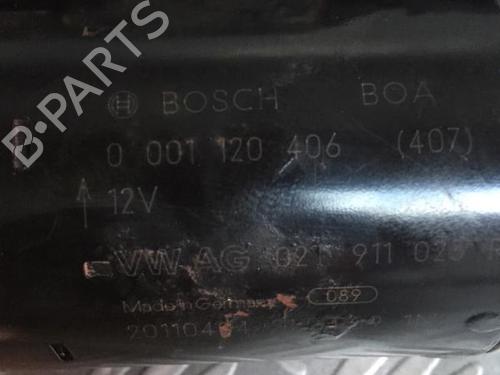 B-Parts
BOSCH BOA
0 001 120 406 (407)
12V
VW AG 021 911 023
Made in Germany 089